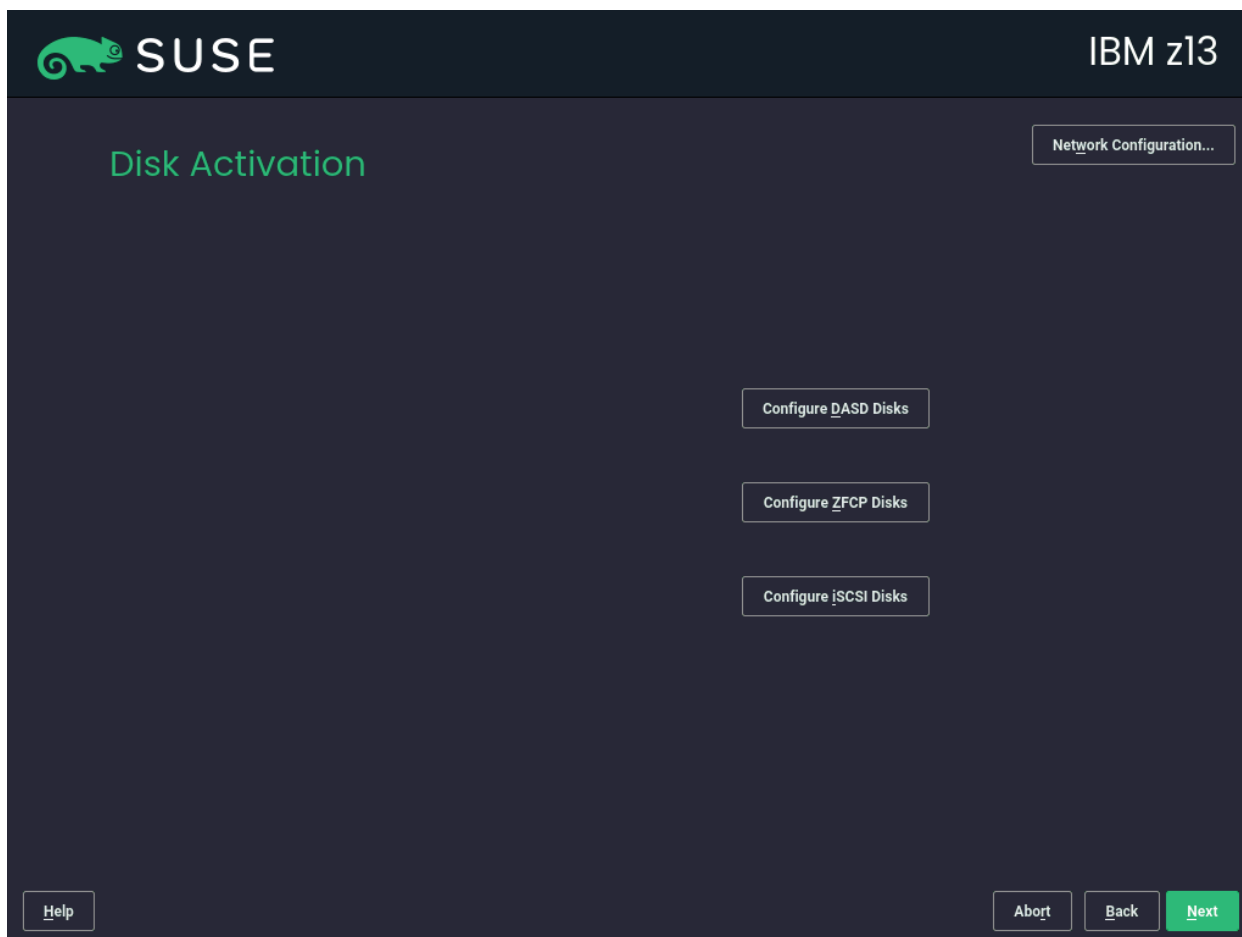 SUSE
IBM z13
Disk Activation
Network Configuration...
Configure DASD Disks
Configure ZFCP Disks
Configure iSCSI Disks
Help
Abort
Back
Next